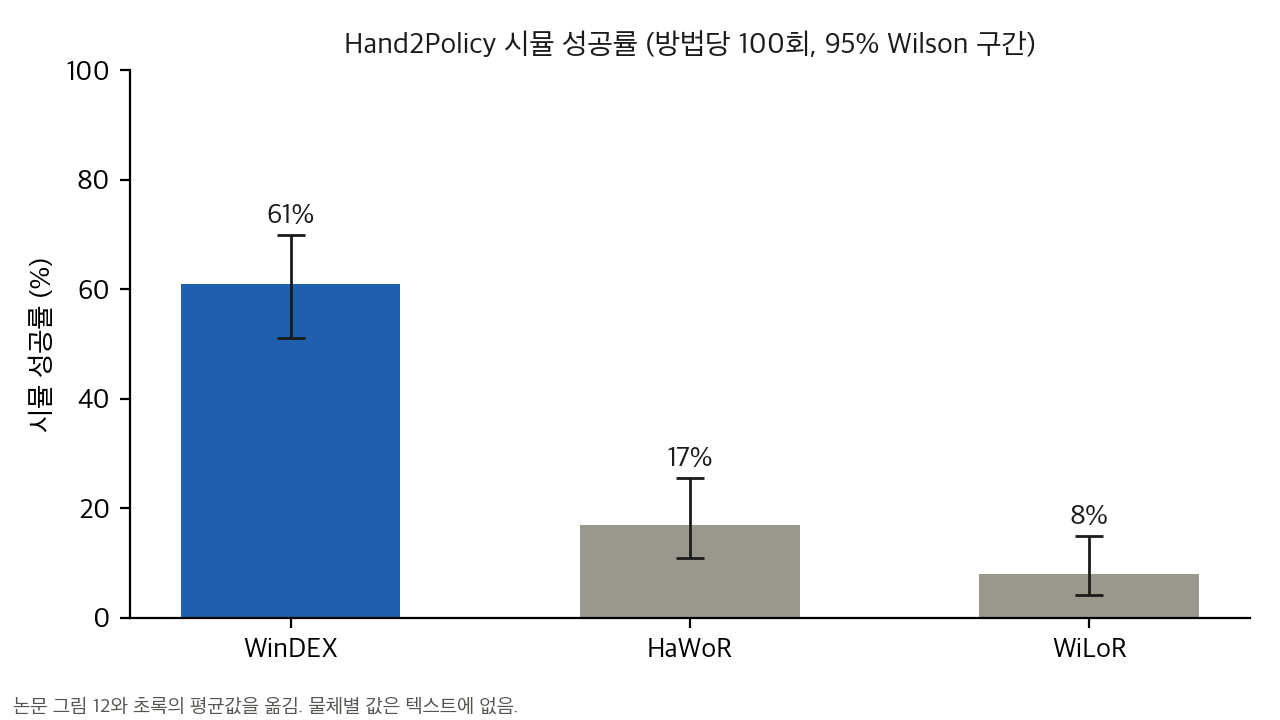 Hand2Policy 시뮬 성공률 (방법당 100회, 95% Wilson 구간)
시뮬 성공률 (%)
100
80
60
40
20
0
61%
17%
8%
WinDEX
HaWoR
WiLoR
논문 그림 12와 초록의 평균값을 옮김. 물체별 값은 텍스트에 없음.